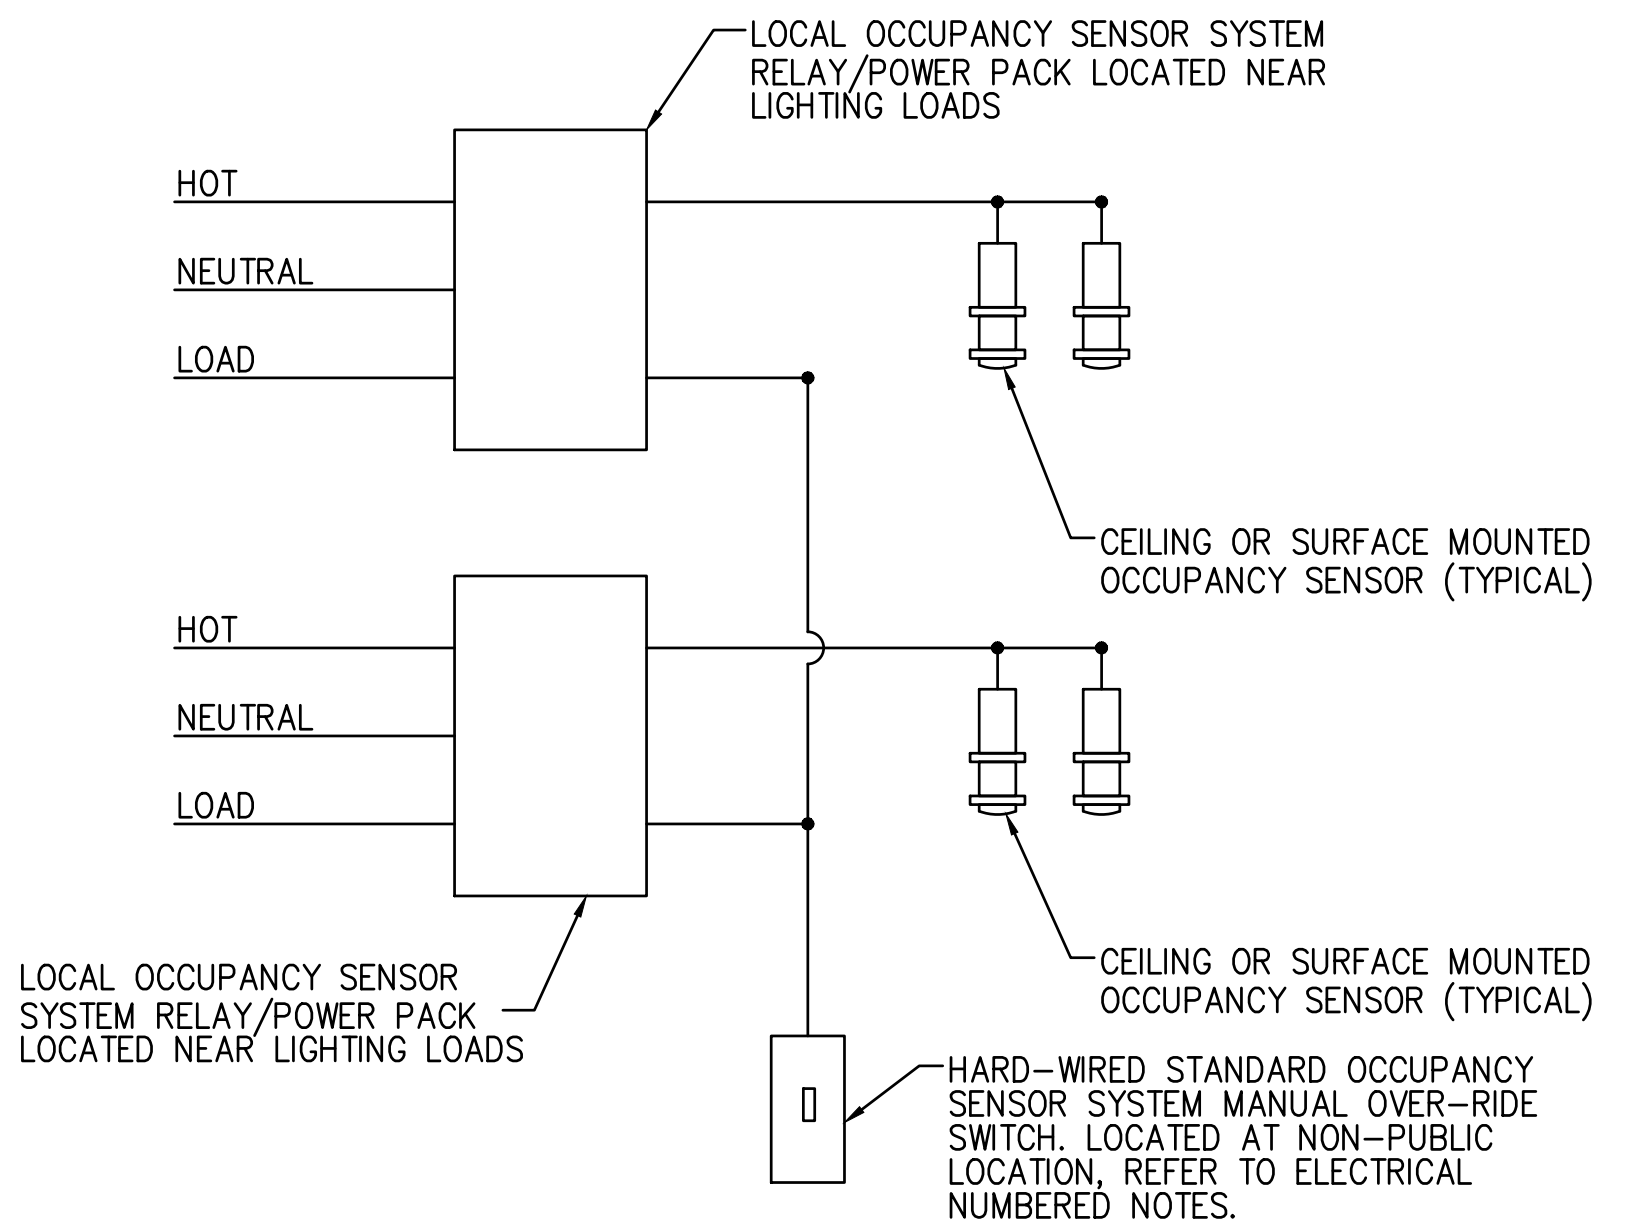 LOCAL OCCUPANCY SENSOR SYSTEM
RELAY/POWER PACK LOCATED NEAR
LIGHTING LOADS
HOT
NEUTRAL
LOAD
CEILING OR SURFACE MOUNTED
OCCUPANCY SENSOR (TYPICAL)
HOT
NEUTRAL
LOAD
LOCAL OCCUPANCY SENSOR
SYSTEM RELAY/POWER PACK
LOCATED NEAR LIGHTING LOADS
CEILING OR SURFACE MOUNTED
OCCUPANCY SENSOR (TYPICAL)
HARD-WIRED STANDARD OCCUPANCY
SENSOR SYSTEM MANUAL OVER-RIDE
SWITCH. LOCATED AT NON-PUBLIC
LOCATION, REFER TO ELECTRICAL
NUMBERED NOTES.